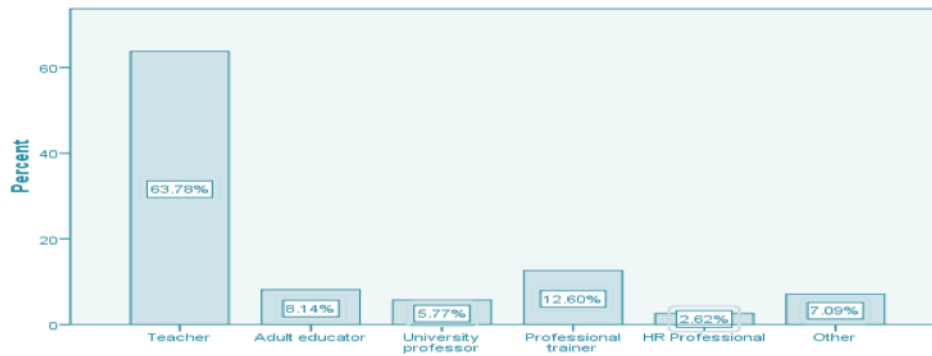 Percent
60
40
20
0
63.78%
8.14%
5.77%
12.60%
2.62%
7.09%
Teacher
Adult educator
University
professor
Professional
trainer
HR Professional
Other